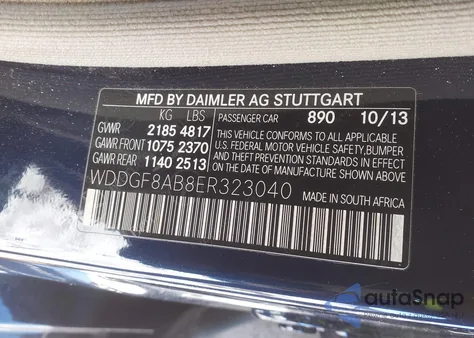 MFD BY DAIMLER AG STUTTGART
KG LBS PASSENGER CAR 890 10/13
GVWR 2185 4817 THIS VEHICLE CONFORMS TO ALL APPLICABLE
GAWR FRONT 1075 2370 U.S. FEDERAL MOTOR VEHICLE SAFETY, BUMPER
GAWR REAR 1140 2513 AND THEFT PREVENTION STANDARDS IN EFFECT
ON THE DATE OF MANUFACTURE SHOWN ABOVE.
WDDGF8AB8ER323040
MADE IN SOUTH AFRICA
autoSnap